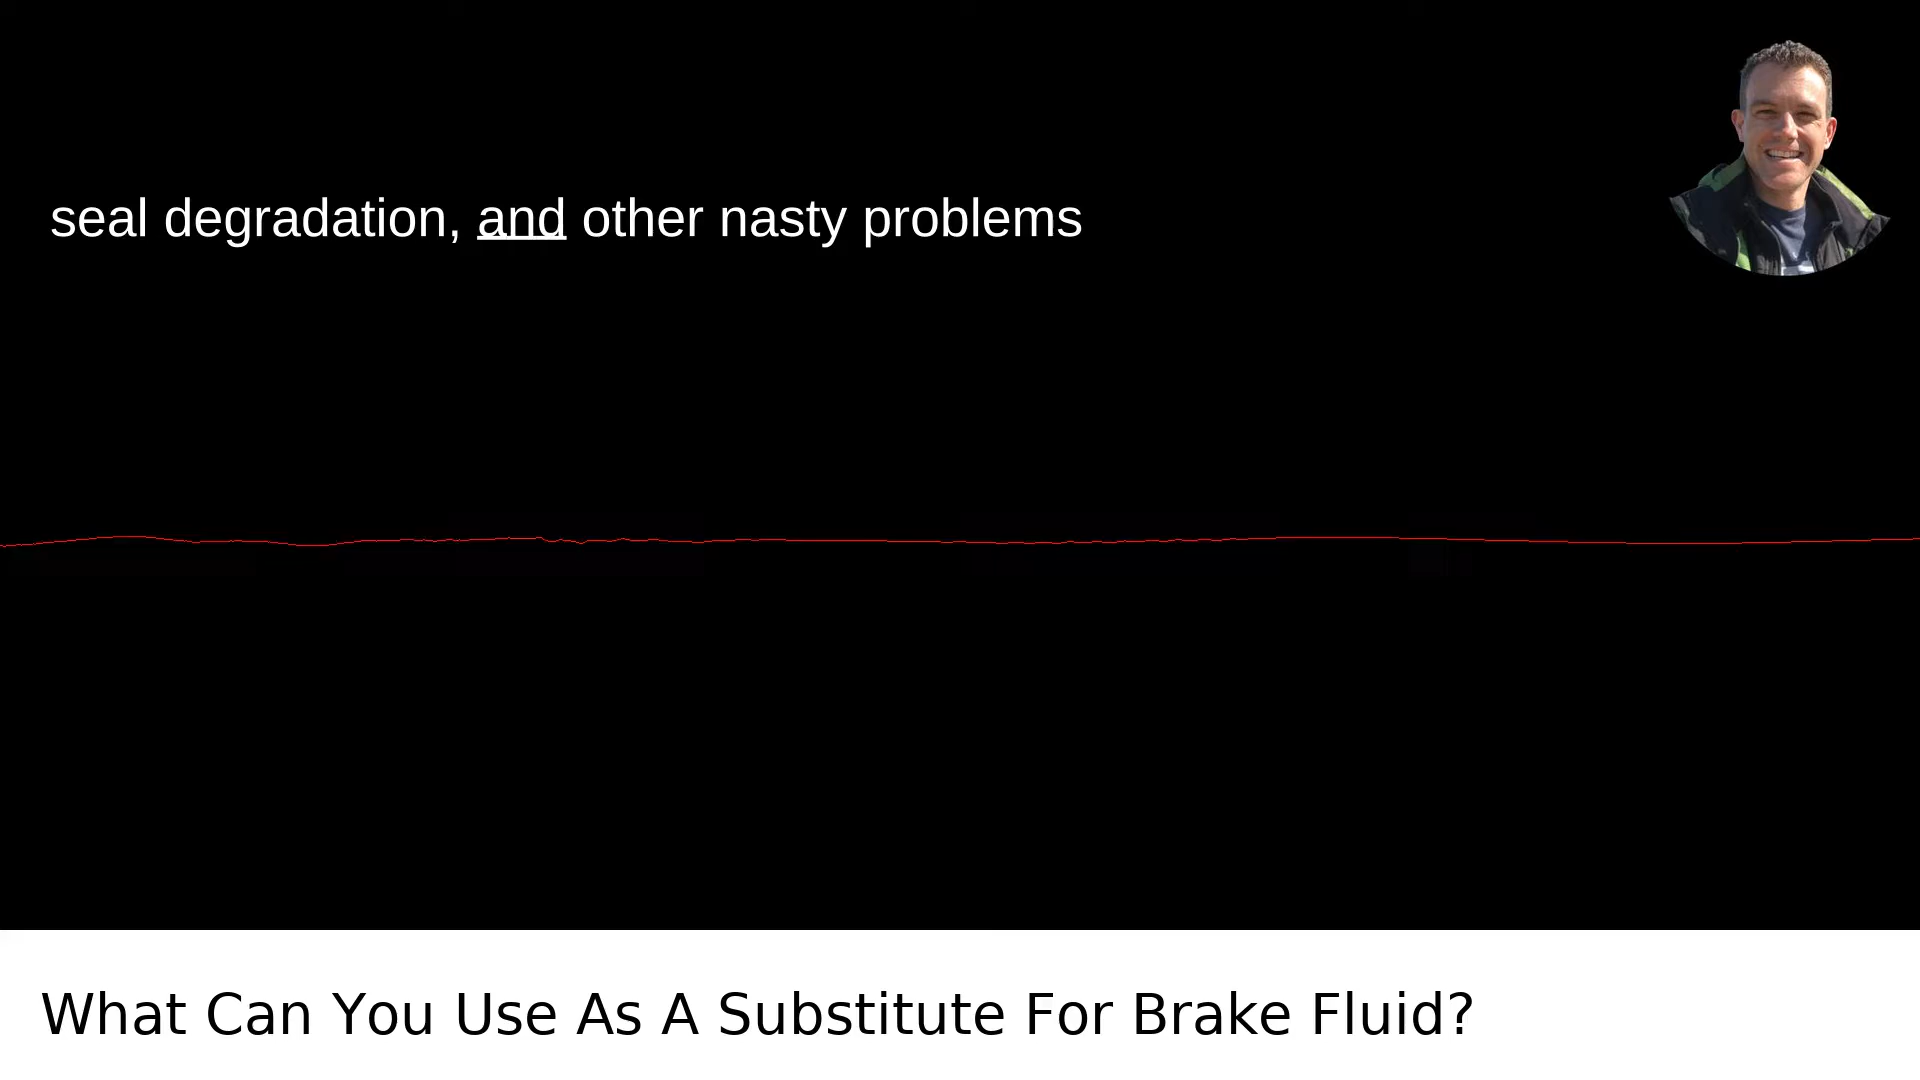 seal degradation, and other nasty problems
What Can You Use As A Substitute For Brake Fluid?